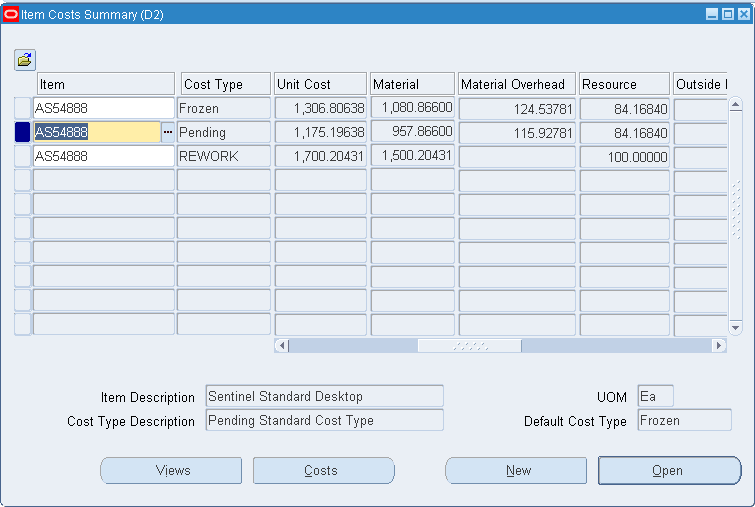 Item Costs Summary (D2)
Item Cost Type Unit Cost Material Material Overhead Resource Outside
AS54888 Frozen 1,306.80638 1,080.86600 124.53781 84.16840
AS54888 Pending 1,175.19638 957.86600 115.92781 84.16840
AS54888 REWORK 1,700.20431 1,500.20431 100.00000
Item Description Sentinel Standard Desktop UOM Ea
Cost Type Description Pending Standard Cost Type Default Cost Type Frozen
Views Costs New Open